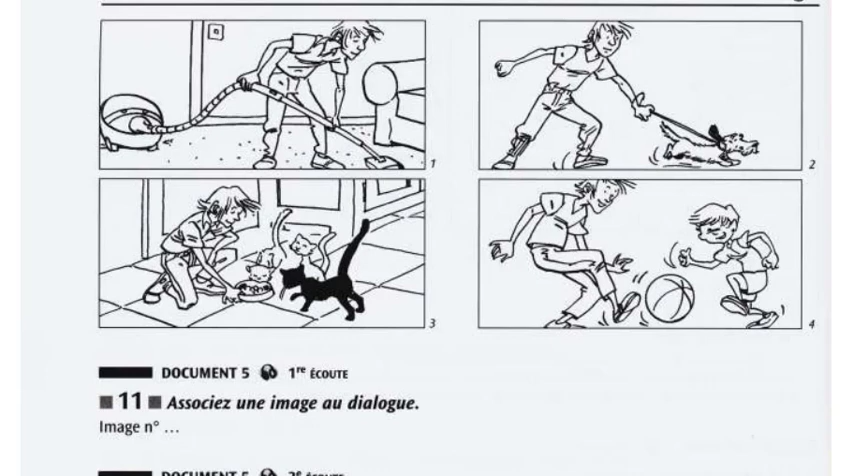 1
2
3
4
DOCUMENT 5 1re ÉCOUTE
11 Associez une image au dialogue.
Image n° ...
DOCUMENT 5 2e ÉCOUTE